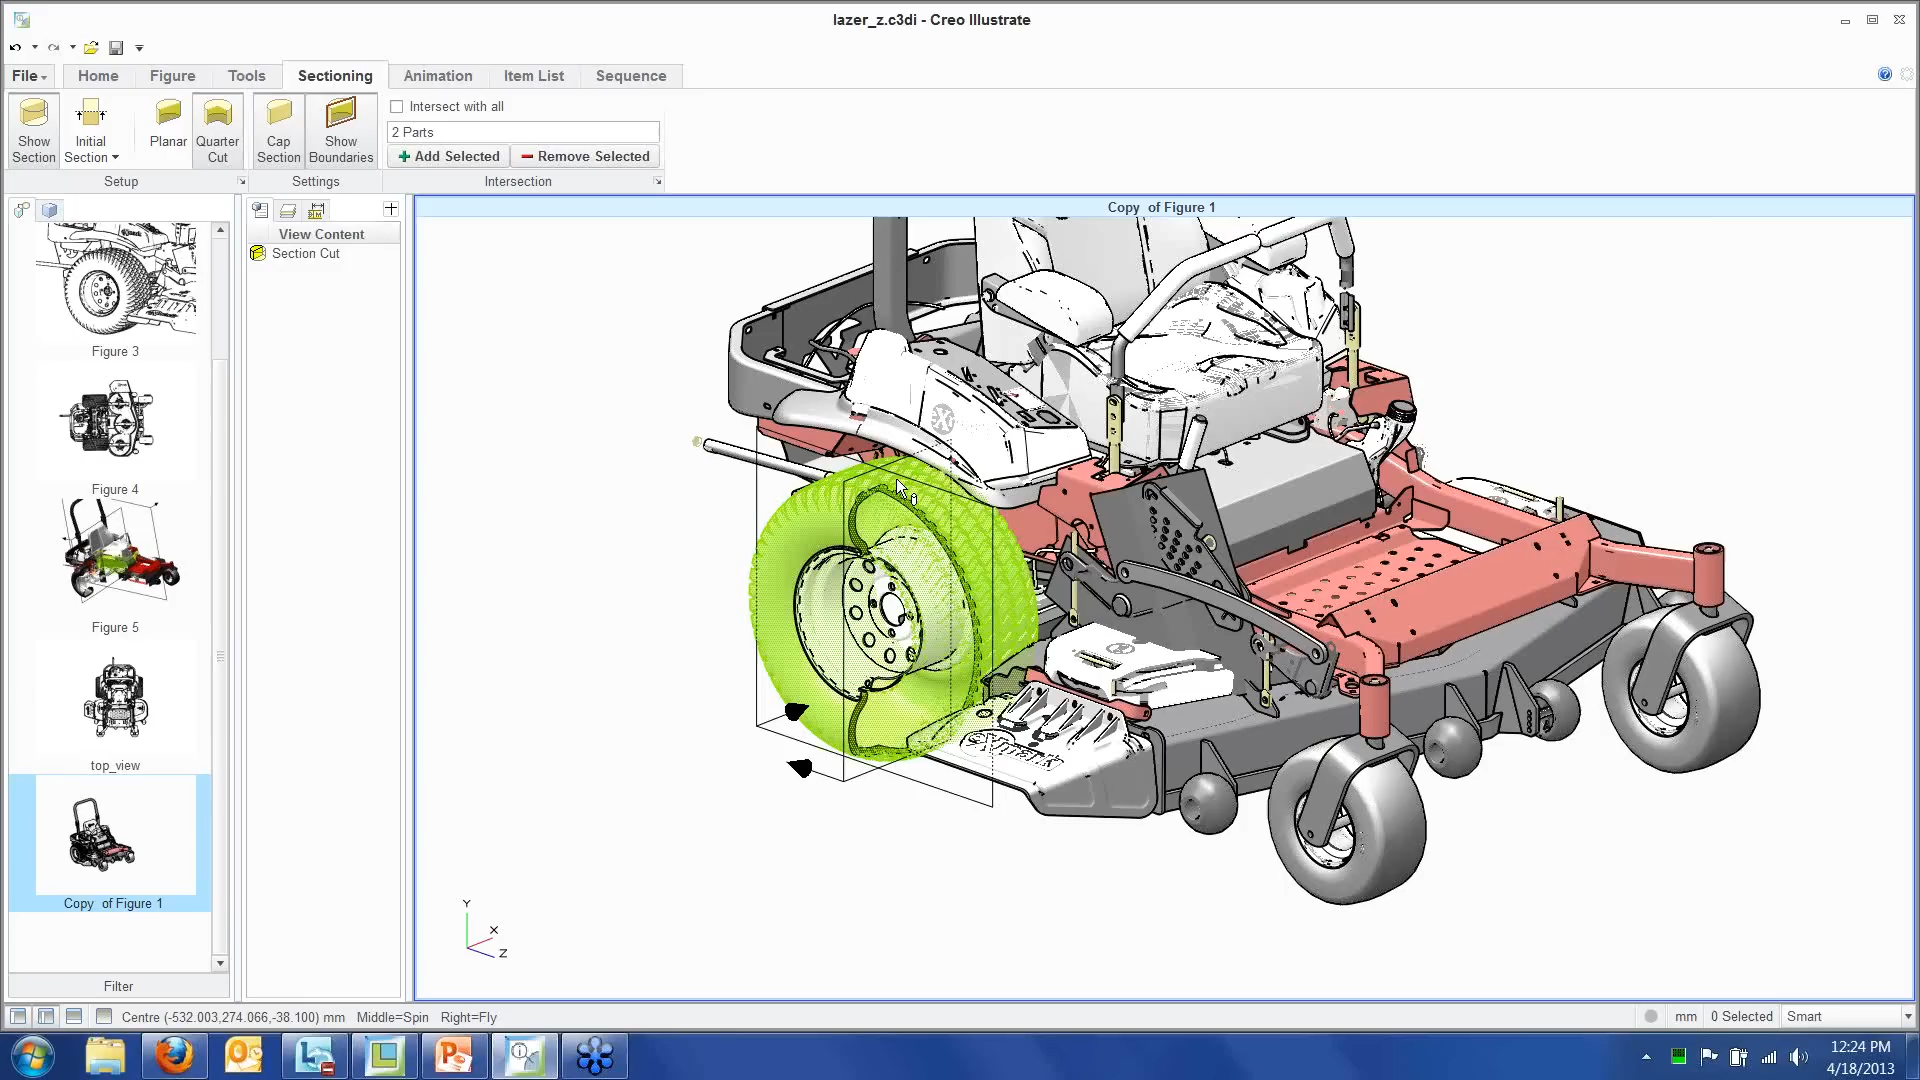 lazer_z.c3di - Creo Illustrate
File
Home
Figure
Tools
Sectioning
Animation
Item List
Sequence
Show Section
Initial Section
Planar
Quarter Cut
Cap Section
Show Boundaries
Intersect with all
2 Parts
Add Selected
Remove Selected
Setup
Settings
Intersection
Figure 3
Figure 4
Figure 5
top_view
Copy of Figure 1
Filter
View Content
Section Cut
Copy of Figure 1
eXmark
Y
X
Z
Centre (-532.003,274.066,-38.100) mm Middle=Spin Right=Fly
mm
0 Selected
Smart
12:24 PM
4/18/2013